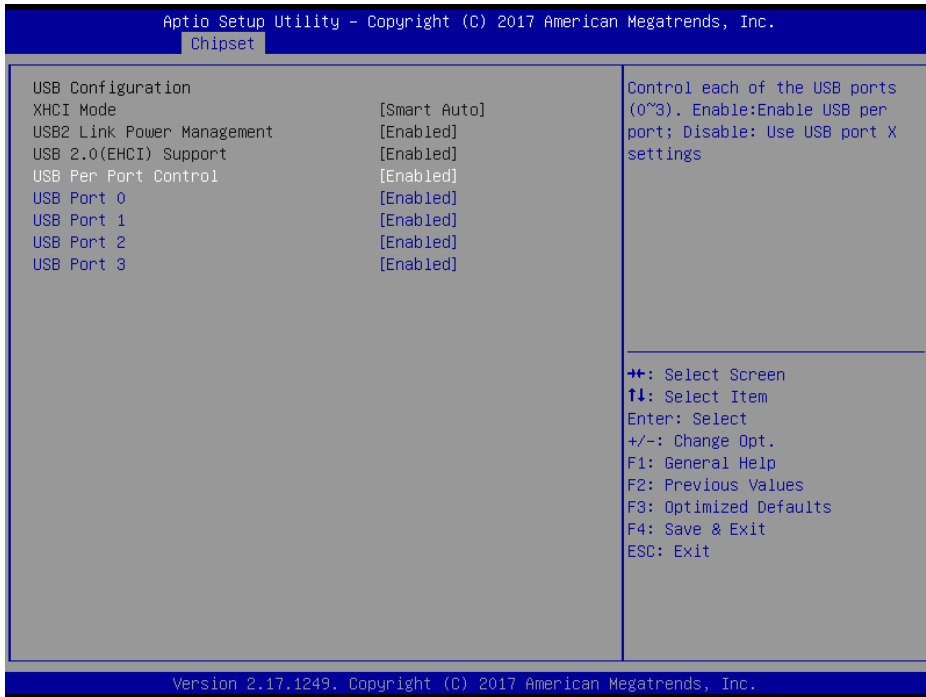 Aptio Setup Utility – Copyright (C) 2017 American Megatrends, Inc.
Chipset
USB Configuration
XHCI Mode [Smart Auto]
USB2 Link Power Management [Enabled]
USB 2.0(EHCI) Support [Enabled]
USB Per Port Control [Enabled]
USB Port 0 [Enabled]
USB Port 1 [Enabled]
USB Port 2 [Enabled]
USB Port 3 [Enabled]
Control each of the USB ports
(0~3). Enable:Enable USB per
port; Disable: Use USB port X
settings
→←: Select Screen
↑↓: Select Item
Enter: Select
+/-: Change Opt.
F1: General Help
F2: Previous Values
F3: Optimized Defaults
F4: Save & Exit
ESC: Exit
Version 2.17.1249. Copyright (C) 2017 American Megatrends, Inc.